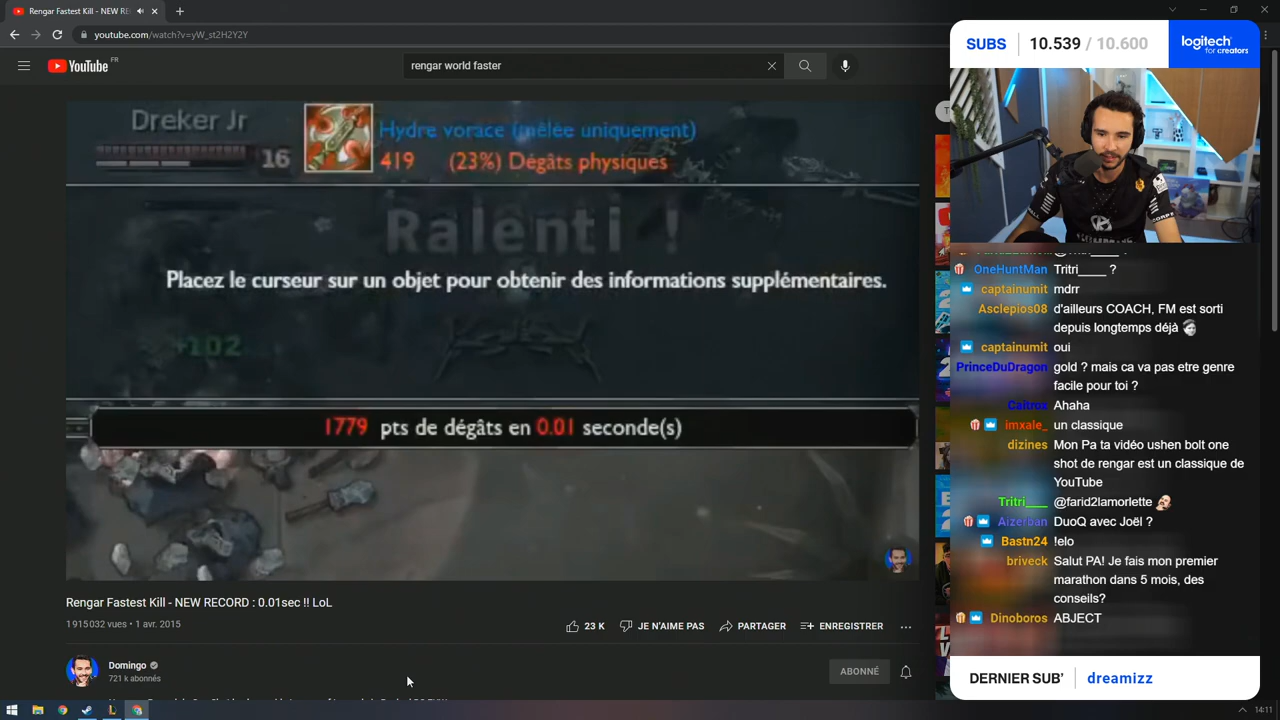 Rengar Fastest Kill - NEW RE
youtube.com/watch?v=yW_st2H2Y2Y
YouTube FR
rengar world faster
Dreker Jr
16
Hydre vorace (mêlée uniquement)
419 (23%) Dégâts physiques
Ralenti !
Placez le curseur sur un objet pour obtenir des informations supplémentaires.
+102
1779 pts de dégâts en 0.01 seconde(s)
Rengar Fastest Kill - NEW RECORD : 0.01sec !! LoL
1 915 032 vues • 1 avr. 2015
23 K
JE N'AIME PAS
PARTAGER
ENREGISTRER
Domingo
721 k abonnés
ABONNÉ
SUBS 10.539 / 10.600
logitech
for creators
OneHuntMan Tritri____ ?
captainumit mdrr
Asclepios08 d'ailleurs COACH, FM est sorti
depuis longtemps déjà
captainumit oui
PrinceDuDragon gold ? mais ca va pas etre genre
facile pour toi ?
Caitrox Ahaha
imxale_ un classique
dizines Mon Pa ta vidéo ushen bolt one
shot de rengar est un classique de
YouTube
Tritri____ @farid2lamorlette
Aizerban DuoQ avec Joël ?
Bastn24 !elo
briveck Salut PA! Je fais mon premier
marathon dans 5 mois, des
conseils?
Dinoboros ABJECT
DERNIER SUB' dreamizz
14:11